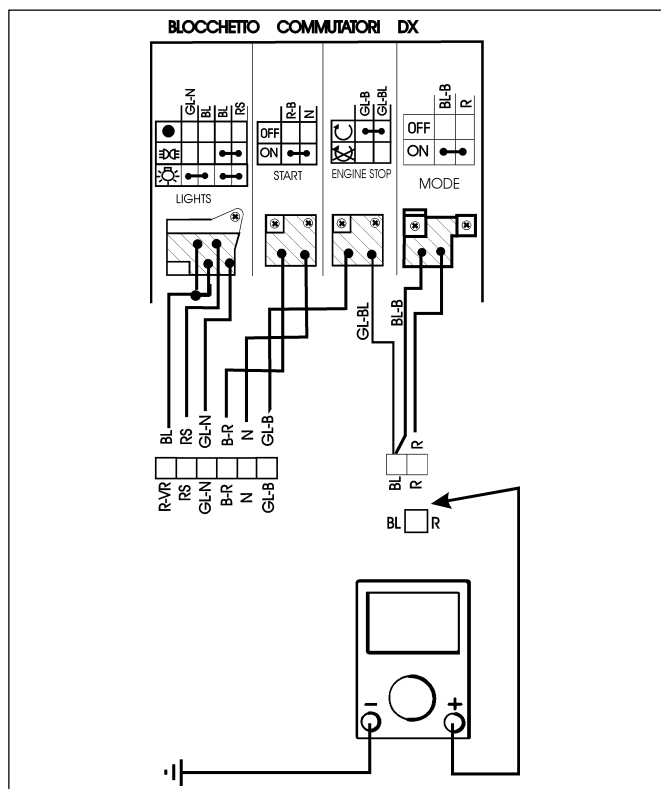 BLOCCHETTO COMMUTATORI DX
GL-N
BL
BL
RS
LIGHTS
R-B
N
OFF
ON
START
GL-B
GL-BL
ENGINE STOP
BL-B
R
OFF
ON
MODE
GL-BL
BL-B
R
BL
RS
GL-N
B-R
N
GL-B
R-VR
RS
GL-N
B-R
N
GL-B
BL
R
BL
R
- +